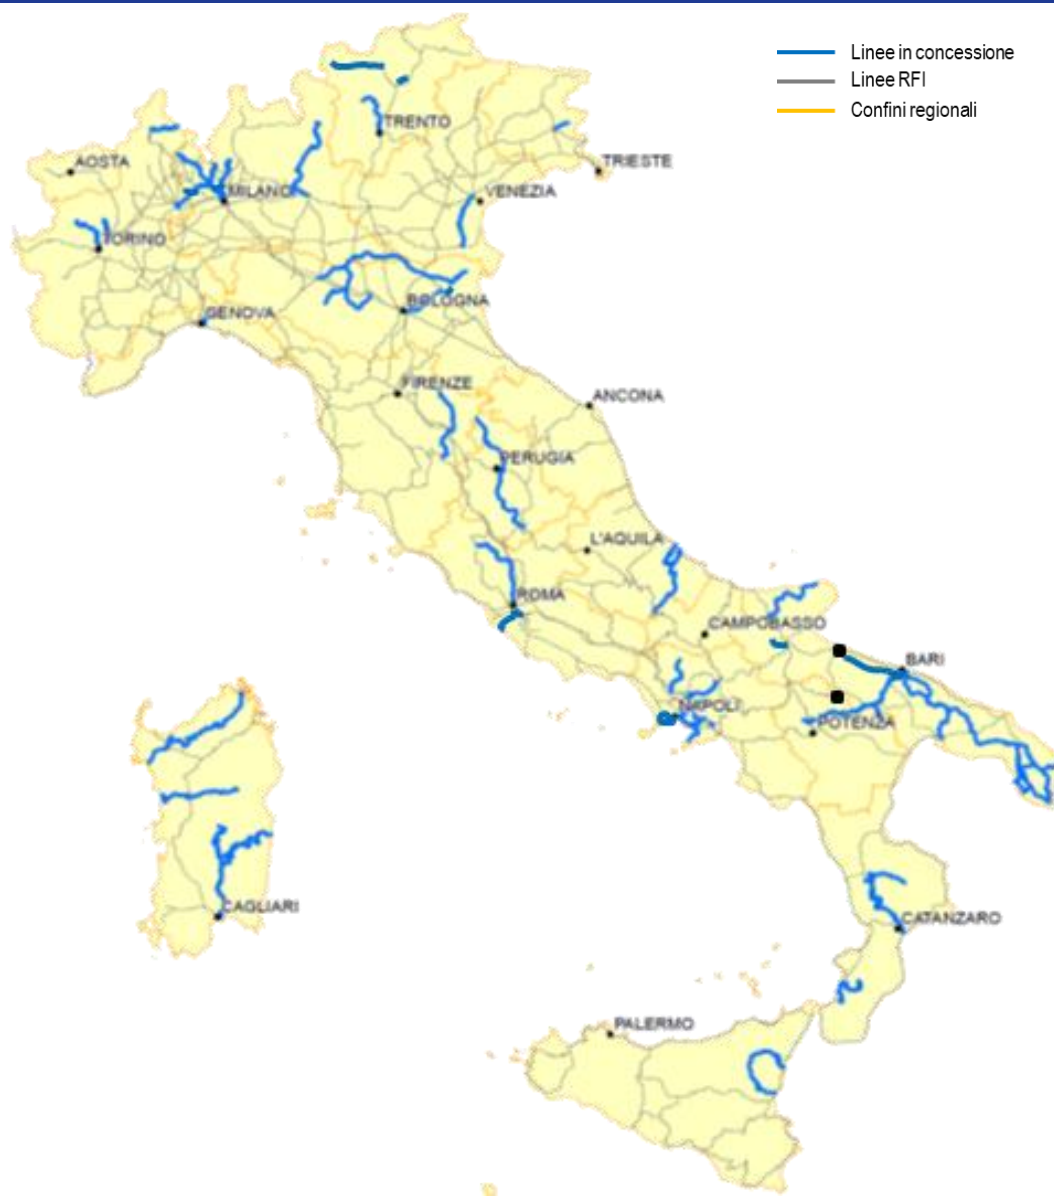 Linee in concessione
Linee RFI
Confini regionali
TRENTO
AOSTA
TRIESTE
MILANO
VENEZIA
TORINO
BOLOGNA
GENOVA
FIRENZE
ANCONA
PERUGIA
L'AQUILA
ROMA
CAMPOBASSO
BARI
NAPOLI
POTENZA
CAGLIARI
CATANZARO
PALERMO